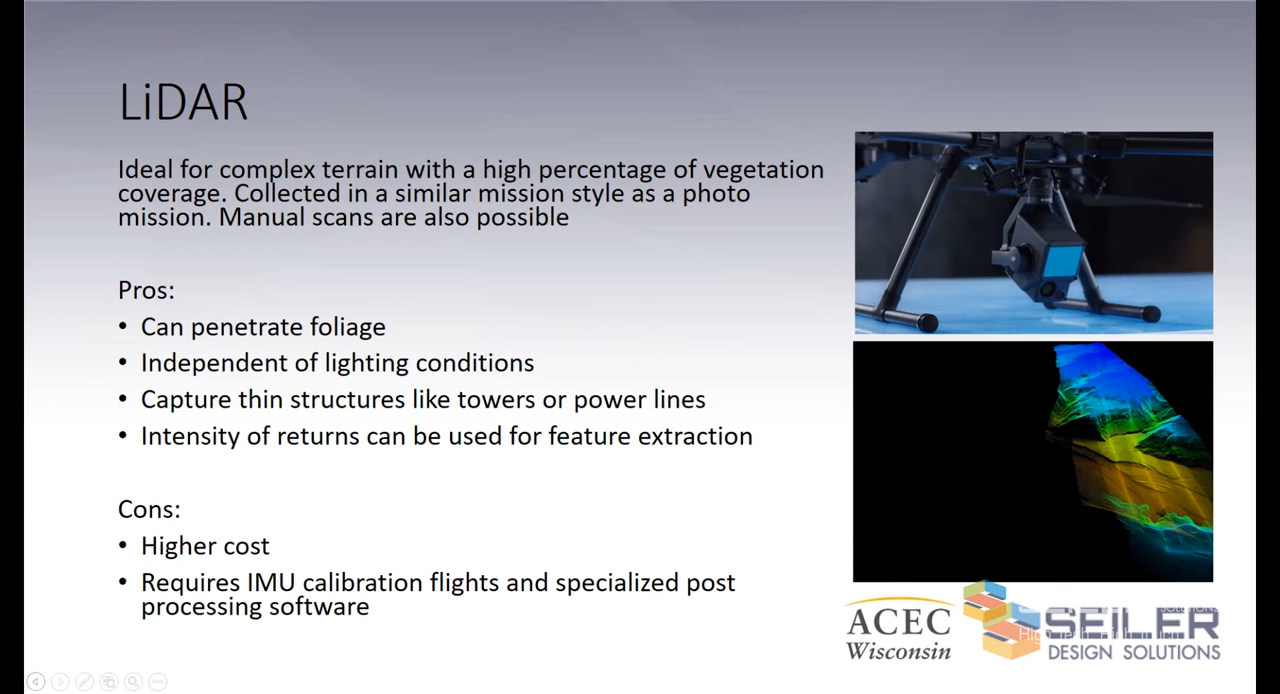 LiDAR
Ideal for complex terrain with a high percentage of vegetation
coverage. Collected in a similar mission style as a photo
mission. Manual scans are also possible
Pros:
• Can penetrate foliage
• Independent of lighting conditions
• Capture thin structures like towers or power lines
• Intensity of returns can be used for feature extraction
Cons:
• Higher cost
• Requires IMU calibration flights and specialized post
processing software
ACEC
Wisconsin
SEILER
DESIGN SOLUTIONS